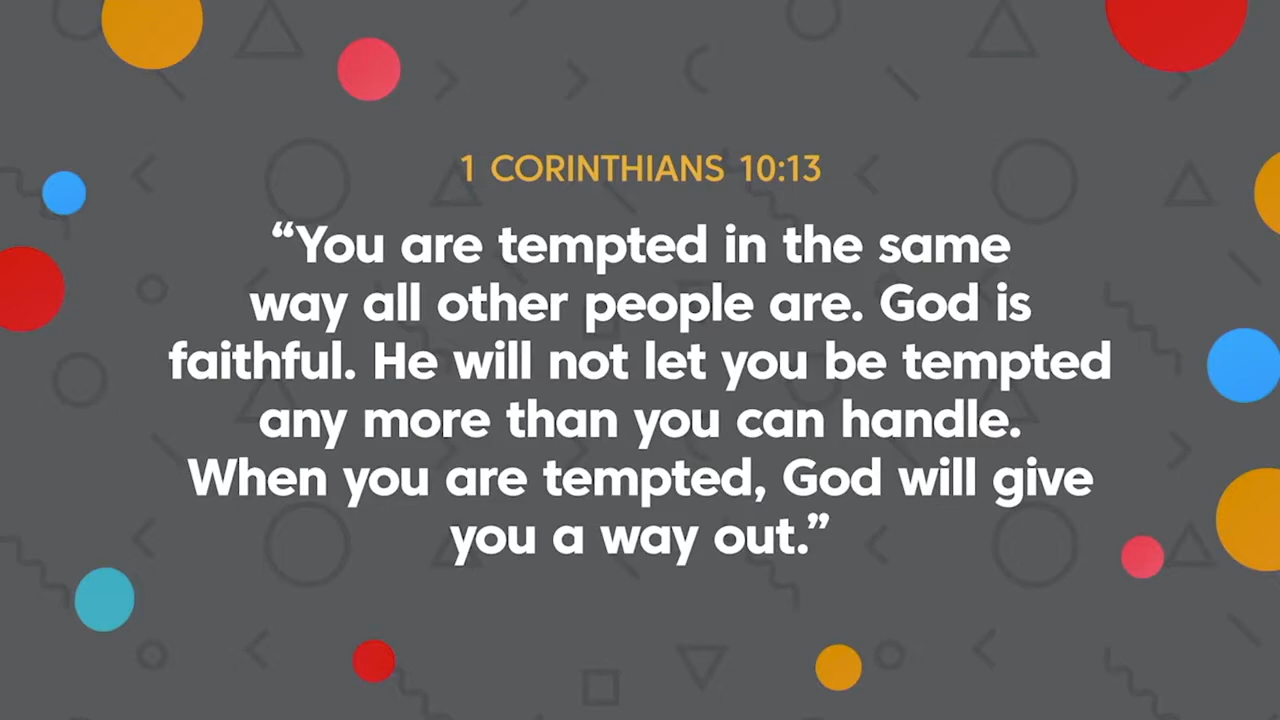 1 CORINTHIANS 10:13
“You are tempted in the same
way all other people are. God is
faithful. He will not let you be tempted
any more than you can handle.
When you are tempted, God will give
you a way out.”